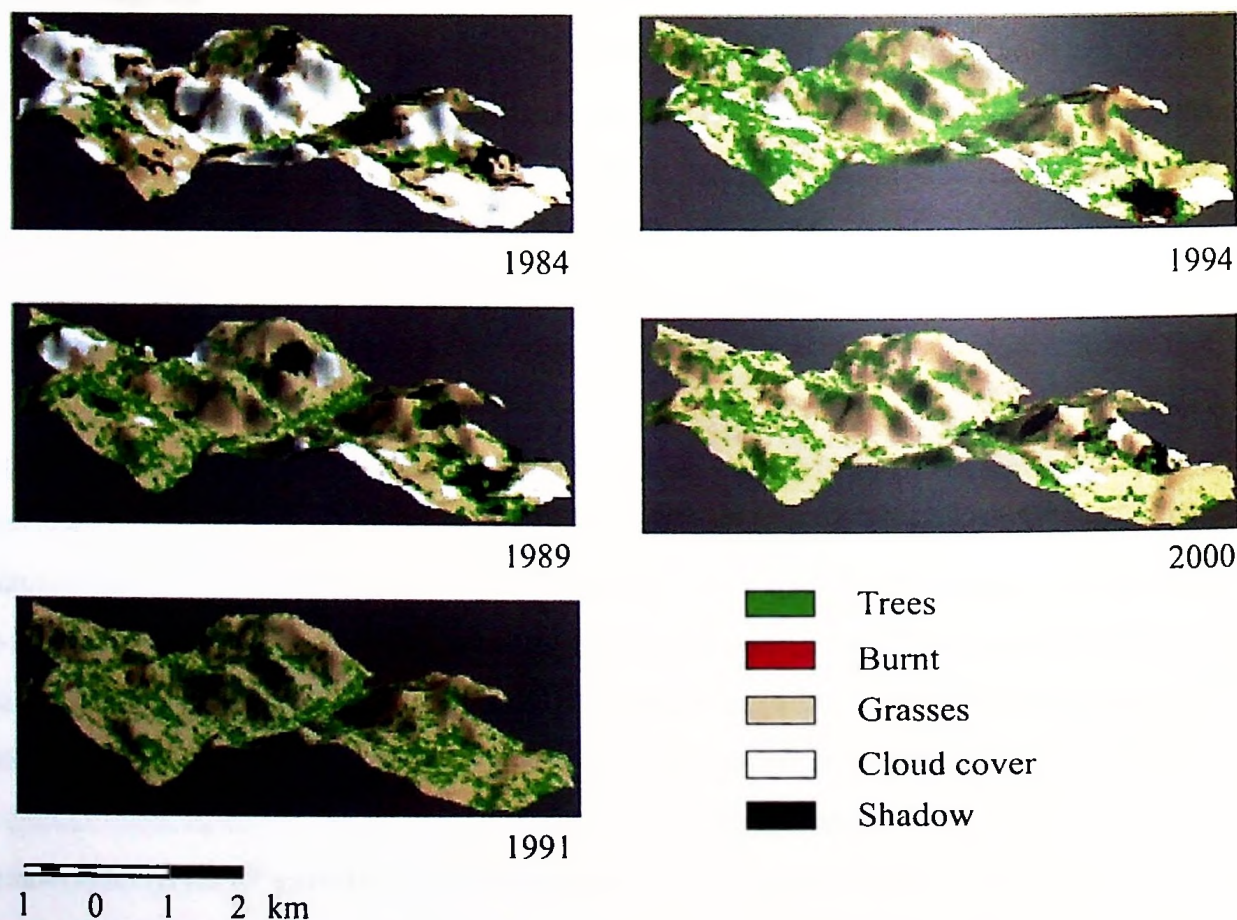 1984
1994
1989
2000
Trees
Burnt
Grasses
Cloud cover
Shadow
1991
1 0 1 2 km